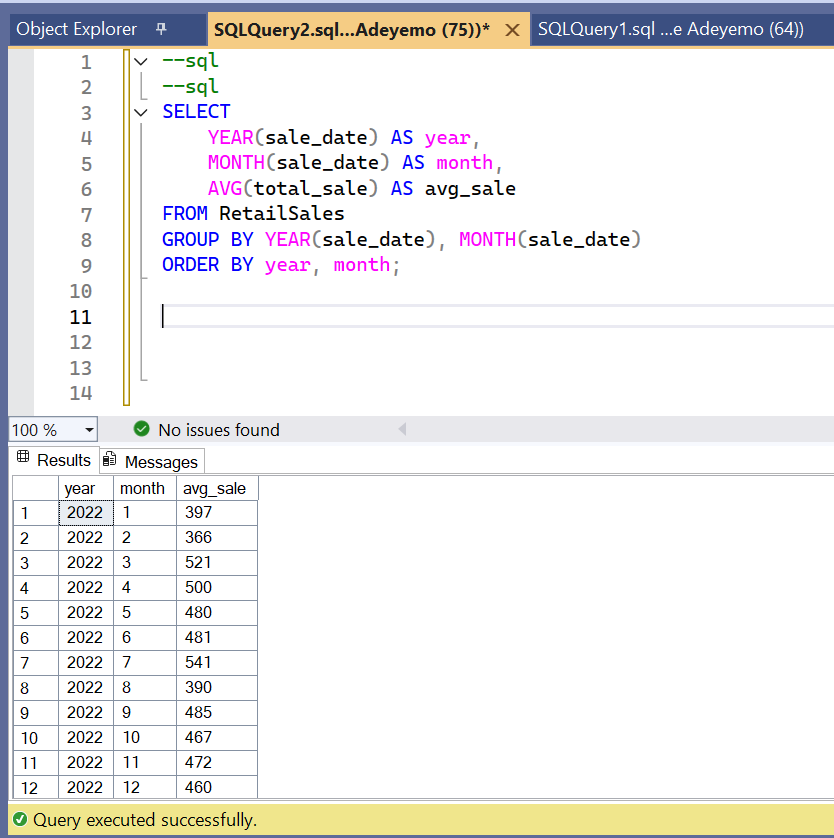 Object Explorer SQLQuery2.sql...Adeyemo (75))* SQLQuery1.sql ...e Adeyemo (64))
1 --sql
2 --sql
3 SELECT
4 YEAR(sale_date) AS year,
5 MONTH(sale_date) AS month,
6 AVG(total_sale) AS avg_sale
7 FROM RetailSales
8 GROUP BY YEAR(sale_date), MONTH(sale_date)
9 ORDER BY year, month;
10
11
12
13
14
100 % No issues found
Results Messages
year month avg_sale
1 2022 1 397
2 2022 2 366
3 2022 3 521
4 2022 4 500
5 2022 5 480
6 2022 6 481
7 2022 7 541
8 2022 8 390
9 2022 9 485
10 2022 10 467
11 2022 11 472
12 2022 12 460
Query executed successfully.